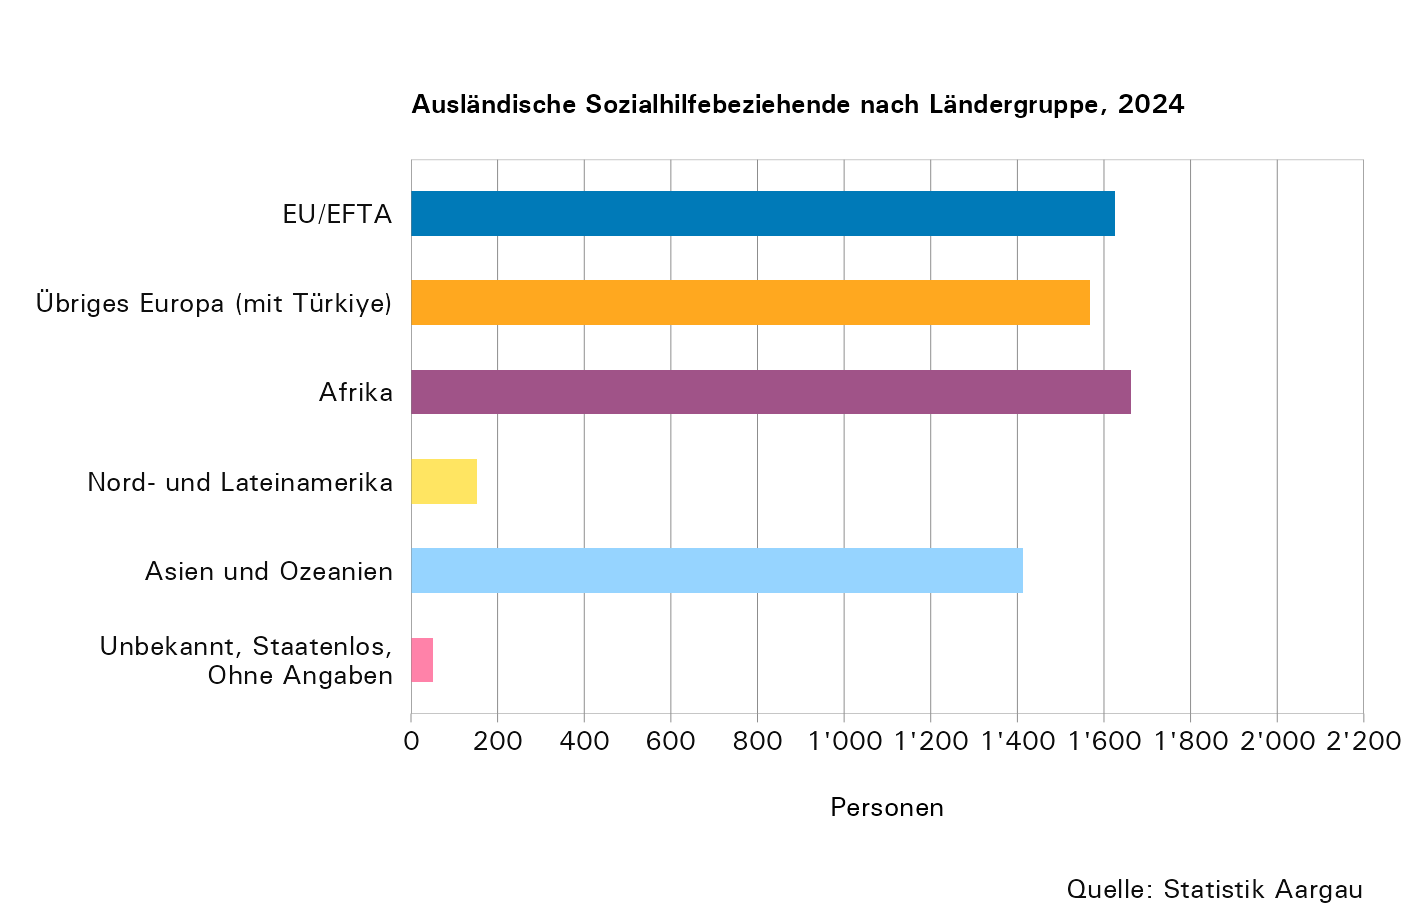 Ausländische Sozialhilfebeziehende nach Ländergruppe, 2024
EU/EFTA
Übriges Europa (mit Türkiye)
Afrika
Nord- und Lateinamerika
Asien und Ozeanien
Unbekannt, Staatenlos,
Ohne Angaben
0 200 400 600 800 1'000 1'200 1'400 1'600 1'800 2'000 2'200
Personen
Quelle: Statistik Aargau